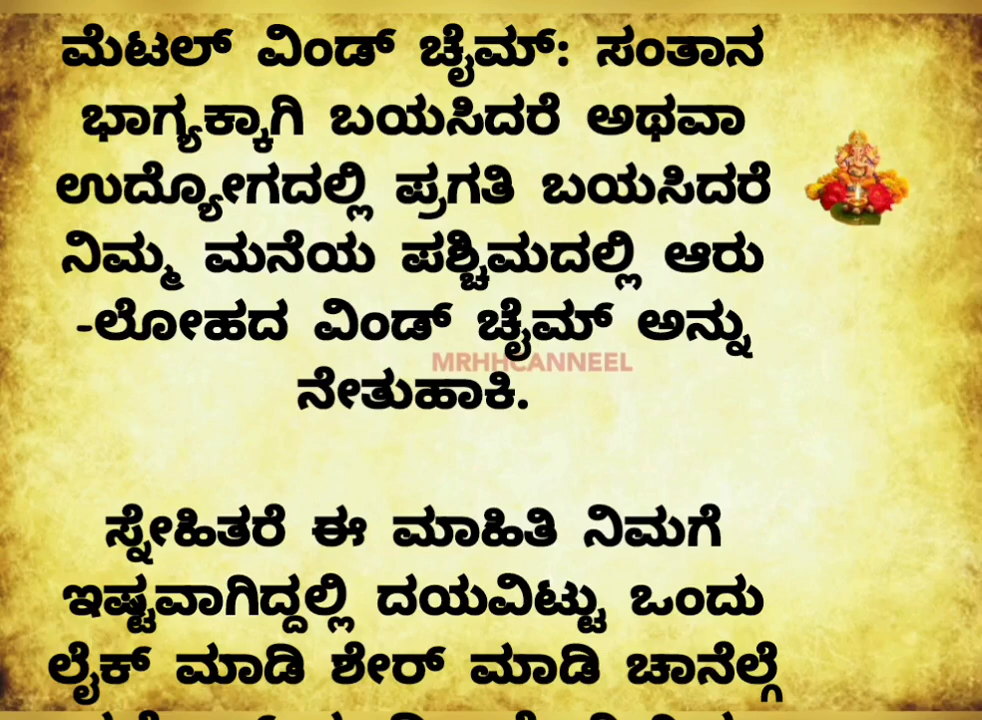 ಮೆಟಲ್ ವಿಂಡ್ ಚೈಮ್: ಸಂತಾನ
ಭಾಗ್ಯಕ್ಕಾಗಿ ಬಯಸಿದರೆ ಅಥವಾ
ಉದ್ಯೋಗದಲ್ಲಿ ಪ್ರಗತಿ ಬಯಸಿದರೆ
ನಿಮ್ಮ ಮನೆಯ ಪಶ್ಚಿಮದಲ್ಲಿ ಆರು
-ಲೋಹದ ವಿಂಡ್ ಚೈಮ್ ಅನ್ನು
MRHHCANNEEL
ನೇತುಹಾಕಿ.
ಸ್ನೇಹಿತರೆ ಈ ಮಾಹಿತಿ ನಿಮಗೆ
ಇಷ್ಟವಾಗಿದ್ದಲ್ಲಿ ದಯವಿಟ್ಟು ಒಂದು
ಲೈಕ್ ಮಾಡಿ ಶೇರ್ ಮಾಡಿ ಚಾನೆಲ್ಗೆ